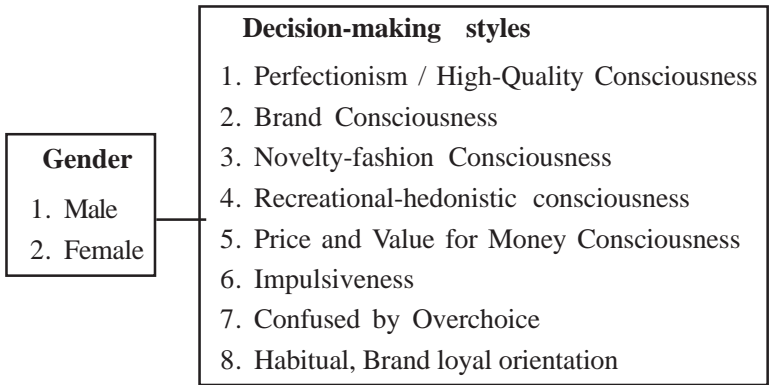 Gender
1. Male
2. Female
Decision-making styles
1. Perfectionism / High-Quality Consciousness
2. Brand Consciousness
3. Novelty-fashion Consciousness
4. Recreational-hedonistic consciousness
5. Price and Value for Money Consciousness
6. Impulsiveness
7. Confused by Overchoice
8. Habitual, Brand loyal orientation